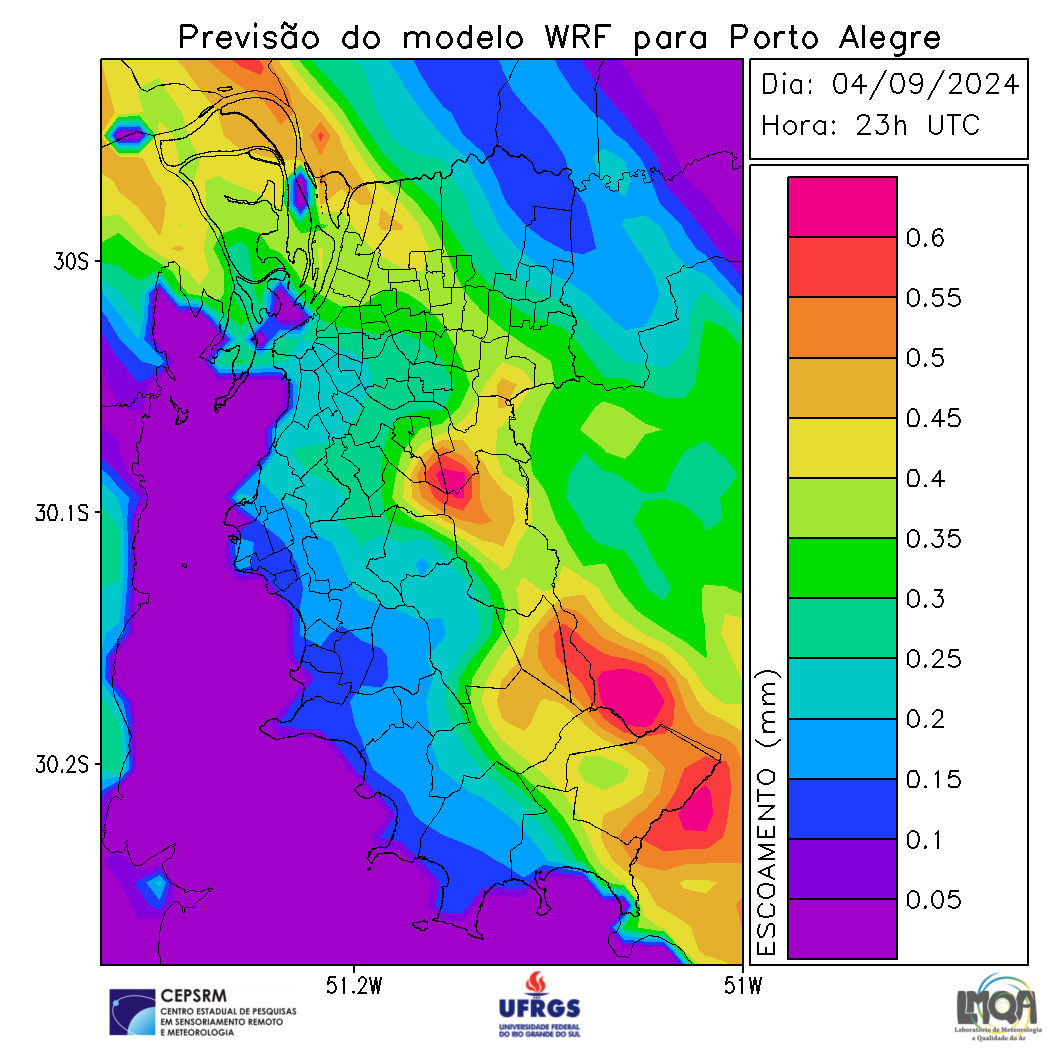 Previsão do modelo WRF para Porto Alegre
Dia: 04/09/2024
Hora: 23h UTC
30S
30.1S
30.2S
51.2W
51W
ESCOAMENTO (mm)
0.6
0.55
0.5
0.45
0.4
0.35
0.3
0.25
0.2
0.15
0.1
0.05
CEPSRM
CENTRO ESTADUAL DE PESQUISAS
EM SENSORIAMENTO REMOTO
E METEOROLOGIA
UFRGS
UNIVERSIDADE FEDERAL
DO RIO GRANDE DO SUL
LMQA
Laboratório de Meteorologia
e Qualidade do Ar